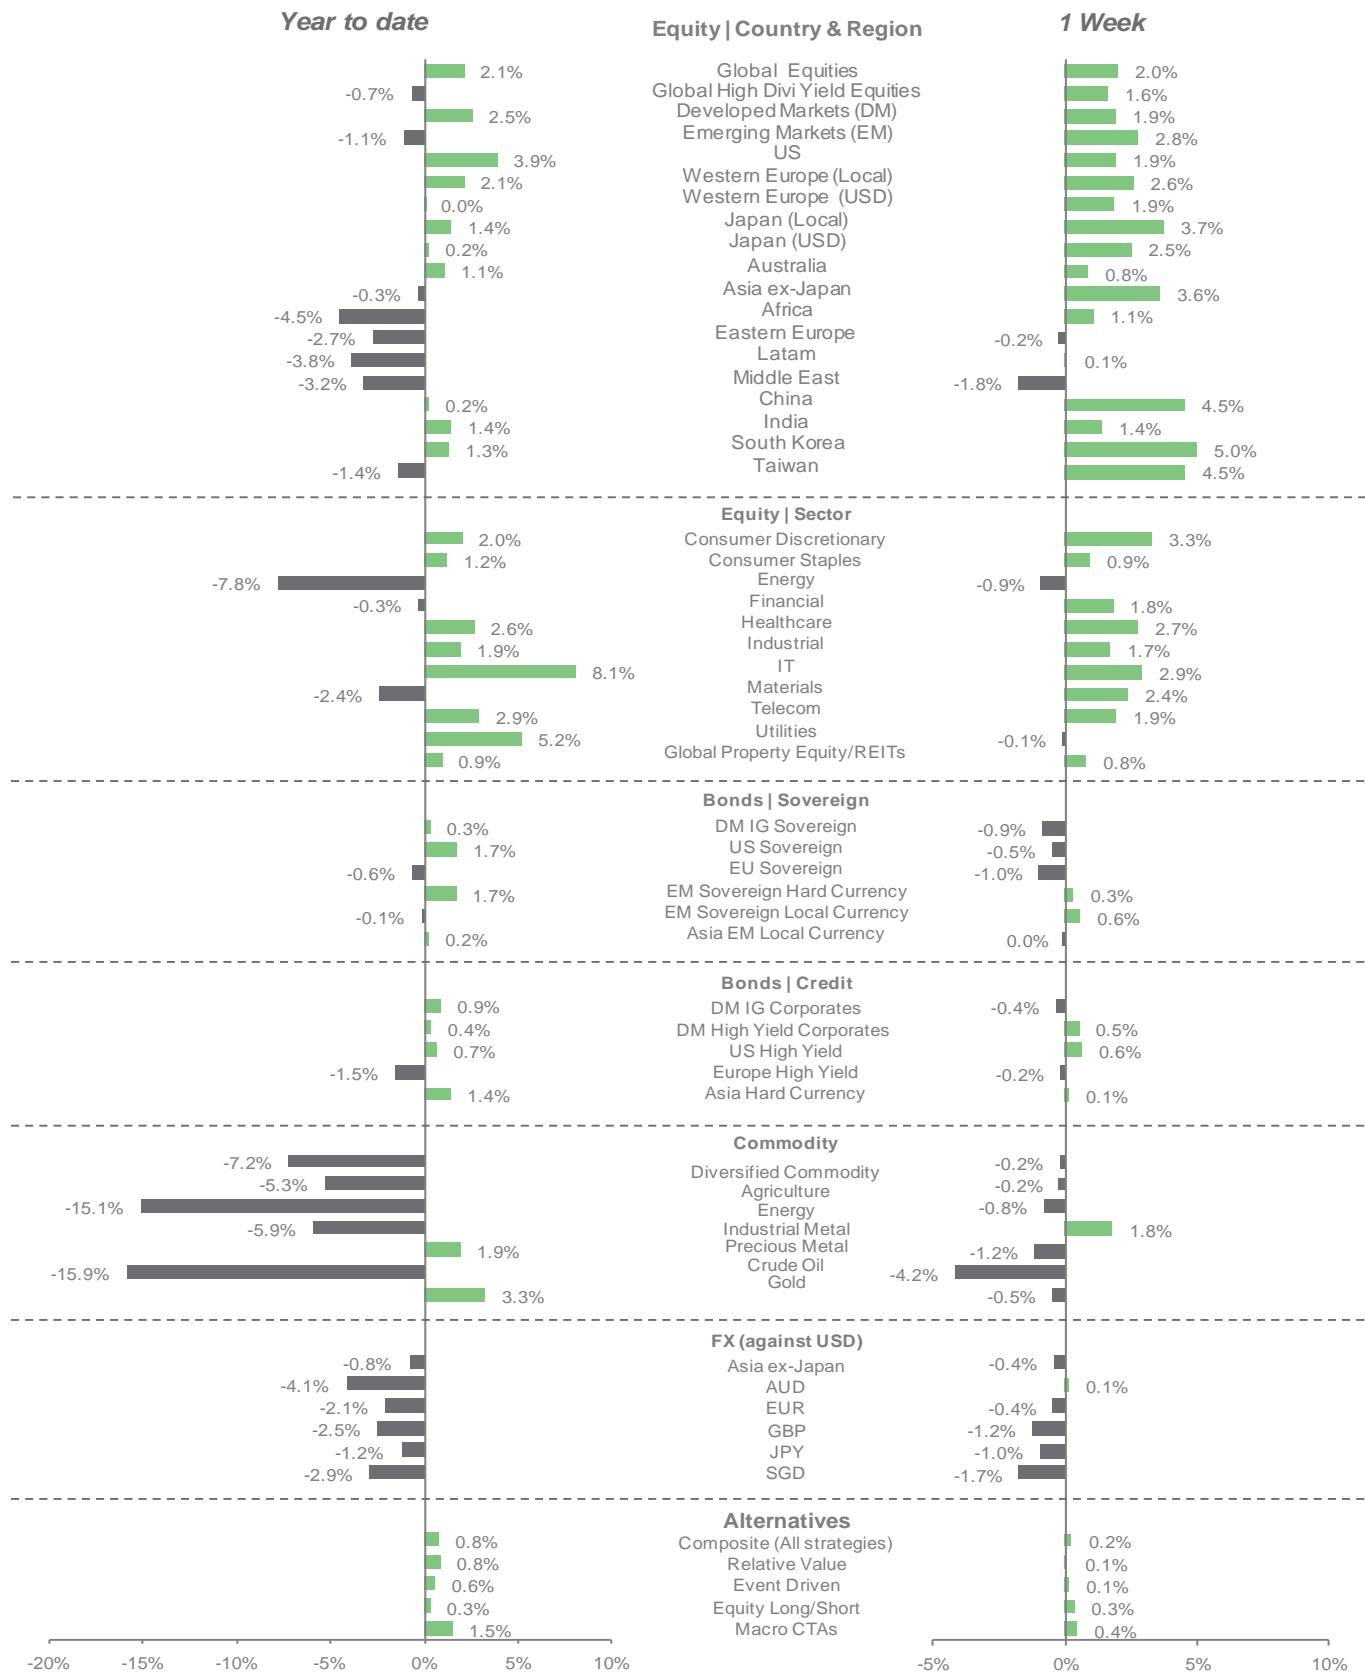 Year to date Equity | Country & Region 1 Week
2.1% Global Equities 2.0%
-0.7% Global High Divi Yield Equities 1.6%
2.5% Developed Markets (DM) 1.9%
-1.1% Emerging Markets (EM) 2.8%
3.9% US 1.9%
2.1% Western Europe (Local) 2.6%
0.0% Western Europe (USD) 1.9%
1.4% Japan (Local) 3.7%
0.2% Japan (USD) 2.5%
1.1% Australia 0.8%
-0.3% Asia ex-Japan 3.6%
-4.5% Africa 1.1%
-2.7% Eastern Europe -0.2%
-3.8% Latam 0.1%
-3.2% Middle East -1.8%
0.2% China 4.5%
1.4% India 1.4%
1.3% South Korea 5.0%
-1.4% Taiwan 4.5%
Equity | Sector
2.0% Consumer Discretionary 3.3%
1.2% Consumer Staples 0.9%
-7.8% Energy -0.9%
-0.3% Financial 1.8%
2.6% Healthcare 2.7%
1.9% Industrial 1.7%
8.1% IT 2.9%
-2.4% Materials 2.4%
2.9% Telecom 1.9%
5.2% Utilities -0.1%
0.9% Global Property Equity/REITs 0.8%
Bonds | Sovereign
0.3% DM IG Sovereign -0.9%
1.7% US Sovereign -0.5%
-0.6% EU Sovereign -1.0%
1.7% EM Sovereign Hard Currency 0.3%
-0.1% EM Sovereign Local Currency 0.6%
0.2% Asia EM Local Currency 0.0%
Bonds | Credit
0.9% DM IG Corporates -0.4%
0.4% DM High Yield Corporates 0.5%
0.7% US High Yield 0.6%
-1.5% Europe High Yield -0.2%
1.4% Asia Hard Currency 0.1%
Commodity
-7.2% Diversified Commodity -0.2%
-5.3% Agriculture -0.2%
-15.1% Energy -0.8%
-5.9% Industrial Metal 1.8%
1.9% Precious Metal -1.2%
-15.9% Crude Oil -4.2%
3.3% Gold -0.5%
FX (against USD)
-0.8% Asia ex-Japan -0.4%
-4.1% AUD 0.1%
-2.1% EUR -0.4%
-2.5% GBP -1.2%
-1.2% JPY -1.0%
-2.9% SGD -1.7%
Alternatives
0.8% Composite (All strategies) 0.2%
0.8% Relative Value 0.1%
0.6% Event Driven 0.1%
0.3% Equity Long/Short 0.3%
1.5% Macro CTAs 0.4%
-20% -15% -10% -5% 0% 5% 10% -5% 0% 5% 10%